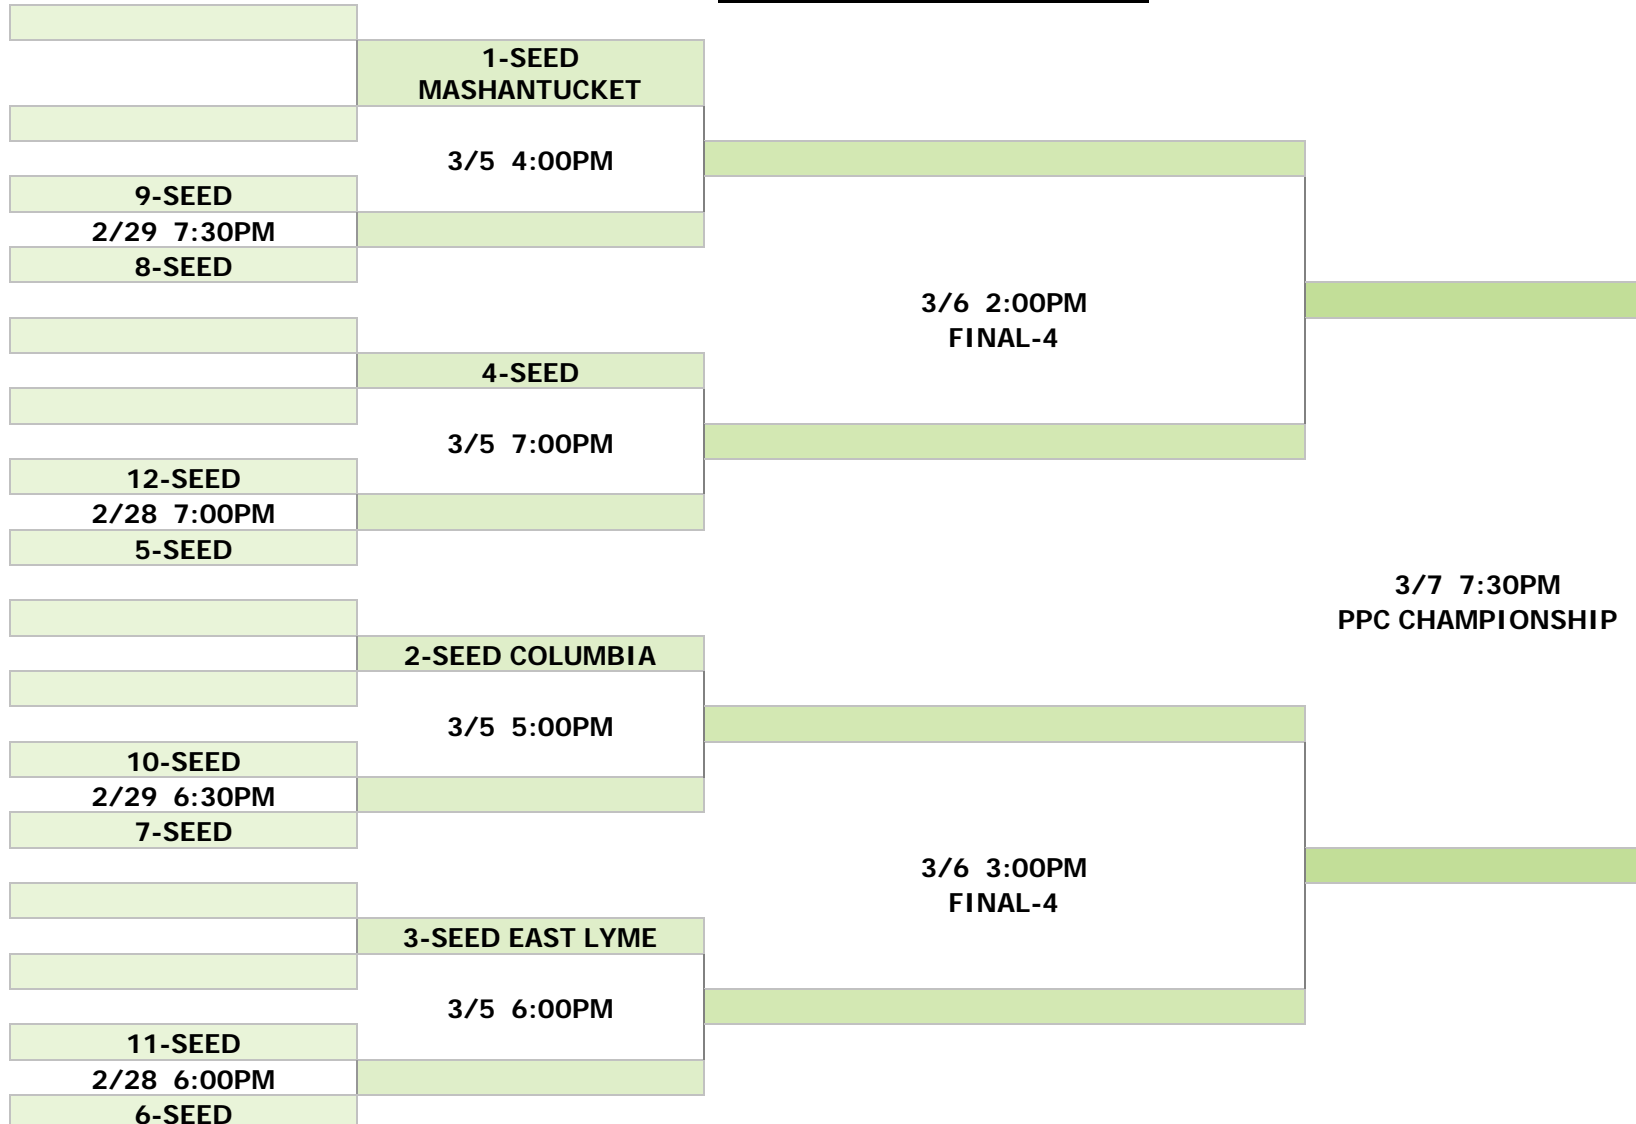 1-SEED
MASHANTUCKET
3/5 4:00PM
9-SEED
2/29 7:30PM
8-SEED
3/6 2:00PM
FINAL-4
4-SEED
3/5 7:00PM
12-SEED
2/28 7:00PM
5-SEED
3/7 7:30PM
PPC CHAMPIONSHIP
2-SEED COLUMBIA
3/5 5:00PM
10-SEED
2/29 6:30PM
7-SEED
3/6 3:00PM
FINAL-4
3-SEED EAST LYME
3/5 6:00PM
11-SEED
2/28 6:00PM
6-SEED